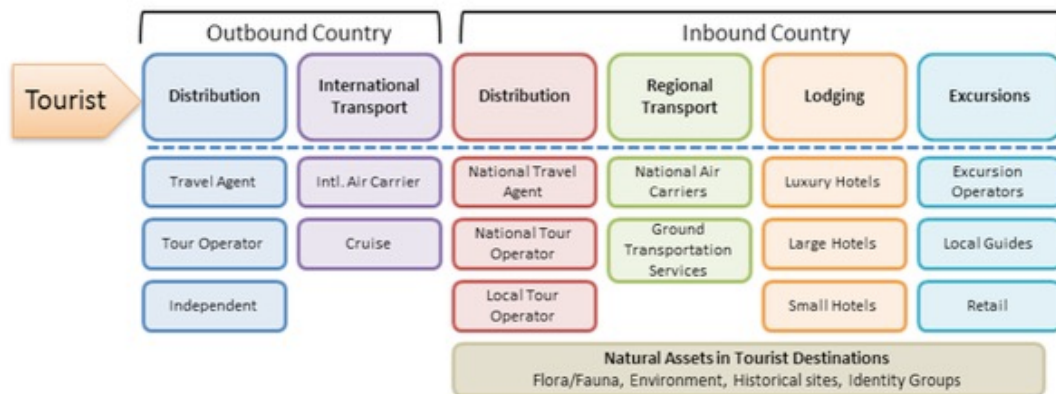 Outbound Country
Inbound Country
Tourist
Distribution
International
Transport
Distribution
Regional
Transport
Lodging
Excursions
Travel Agent
Intl. Air Carrier
National Travel
Agent
National Air
Carriers
Luxury Hotels
Excursion
Operators
Tour Operator
Cruise
National Tour
Operator
Ground
Transportation
Services
Large Hotels
Local Guides
Independent
Local Tour
Operator
Small Hotels
Retail
Natural Assets in Tourist Destinations
Flora/Fauna, Environment, Historical sites, Identity Groups